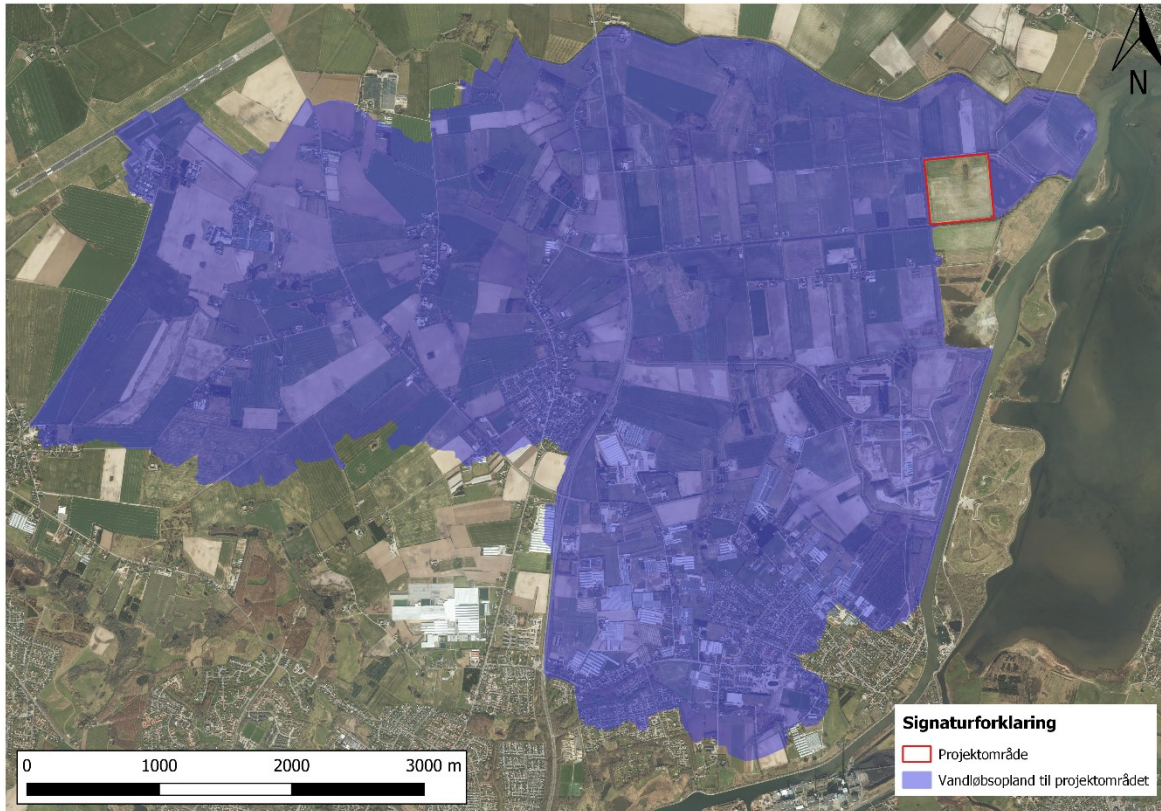 N
Signaturforklaring
Projektområde
Vandløbsopland til projektområdet
0 1000 2000 3000 m